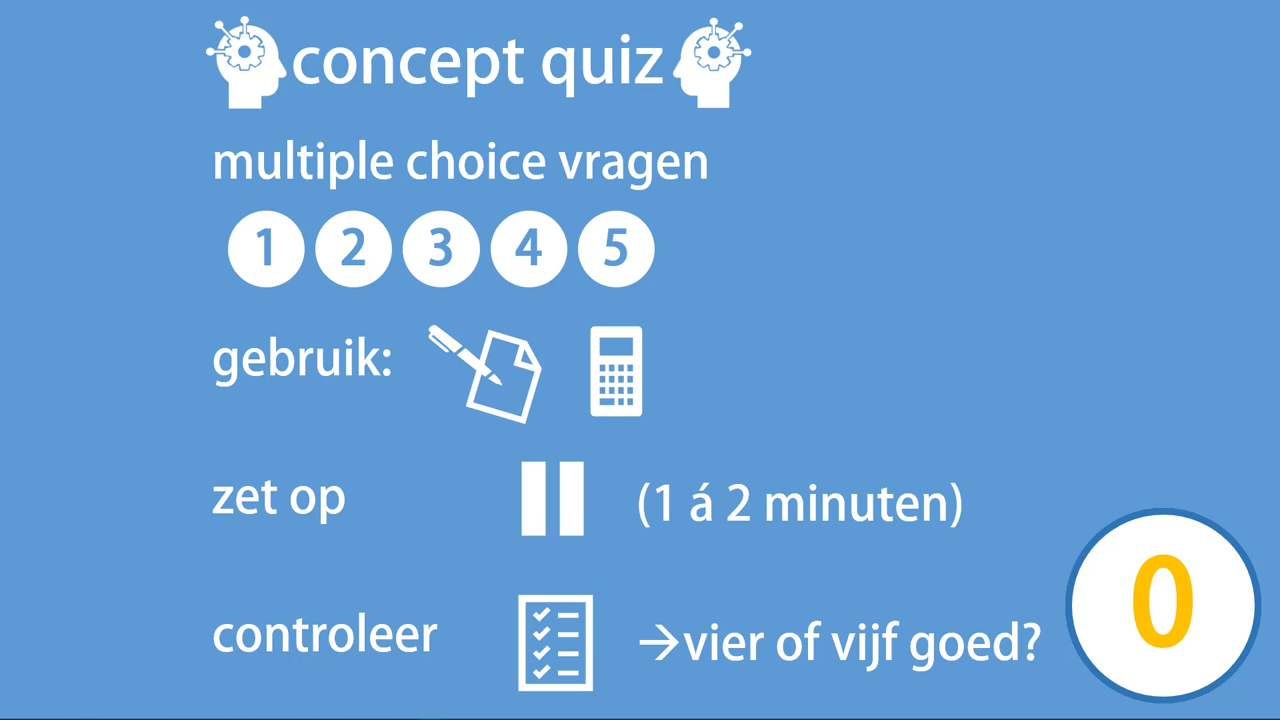 concept quiz
multiple choice vragen
1 2 3 4 5
gebruik:
zet op (1 á 2 minuten)
controleer →vier of vijf goed?
0